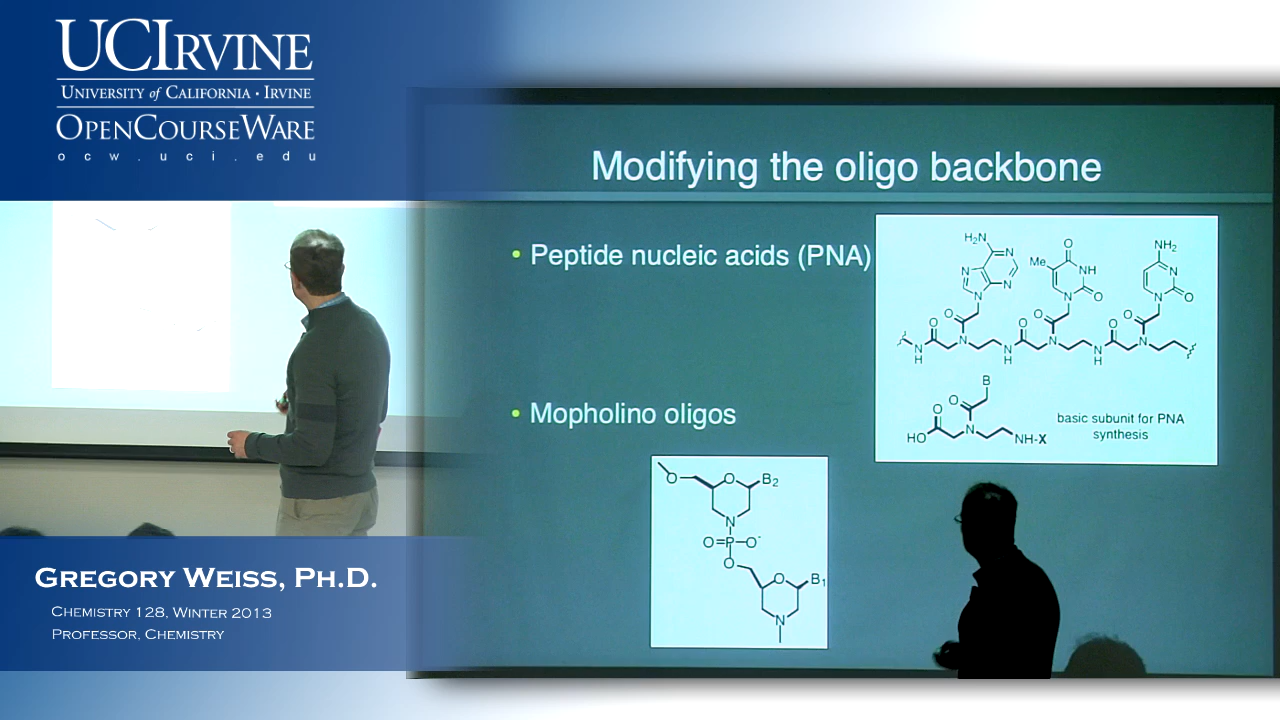 UCIRVINE
UNIVERSITY of CALIFORNIA · IRVINE
OPENCOURSEWARE
ocw.uci.edu
Modifying the oligo backbone
• Peptide nucleic acids (PNA)
H₂N
N
N
N
N
O
Me
NH
N
O
NH₂
N
N
O
O
O
N
N
H
O
O
N
N
H
O
O
N
N
H
B
O
O
HO
N
NH-X
basic subunit for PNA
synthesis
• Mopholino oligos
O
O
B₂
N
O=P–O⁻
O
O
B₁
N
GREGORY WEISS, PH.D.
CHEMISTRY 128, WINTER 2013
PROFESSOR, CHEMISTRY